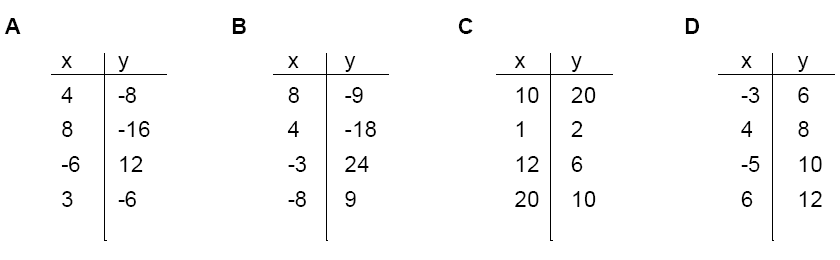 A B C D
x y x y x y x y
4 -8 8 -9 10 20 -3 6
8 -16 4 -18 1 2 4 8
-6 12 -3 24 12 6 -5 10
3 -6 -8 9 20 10 6 12